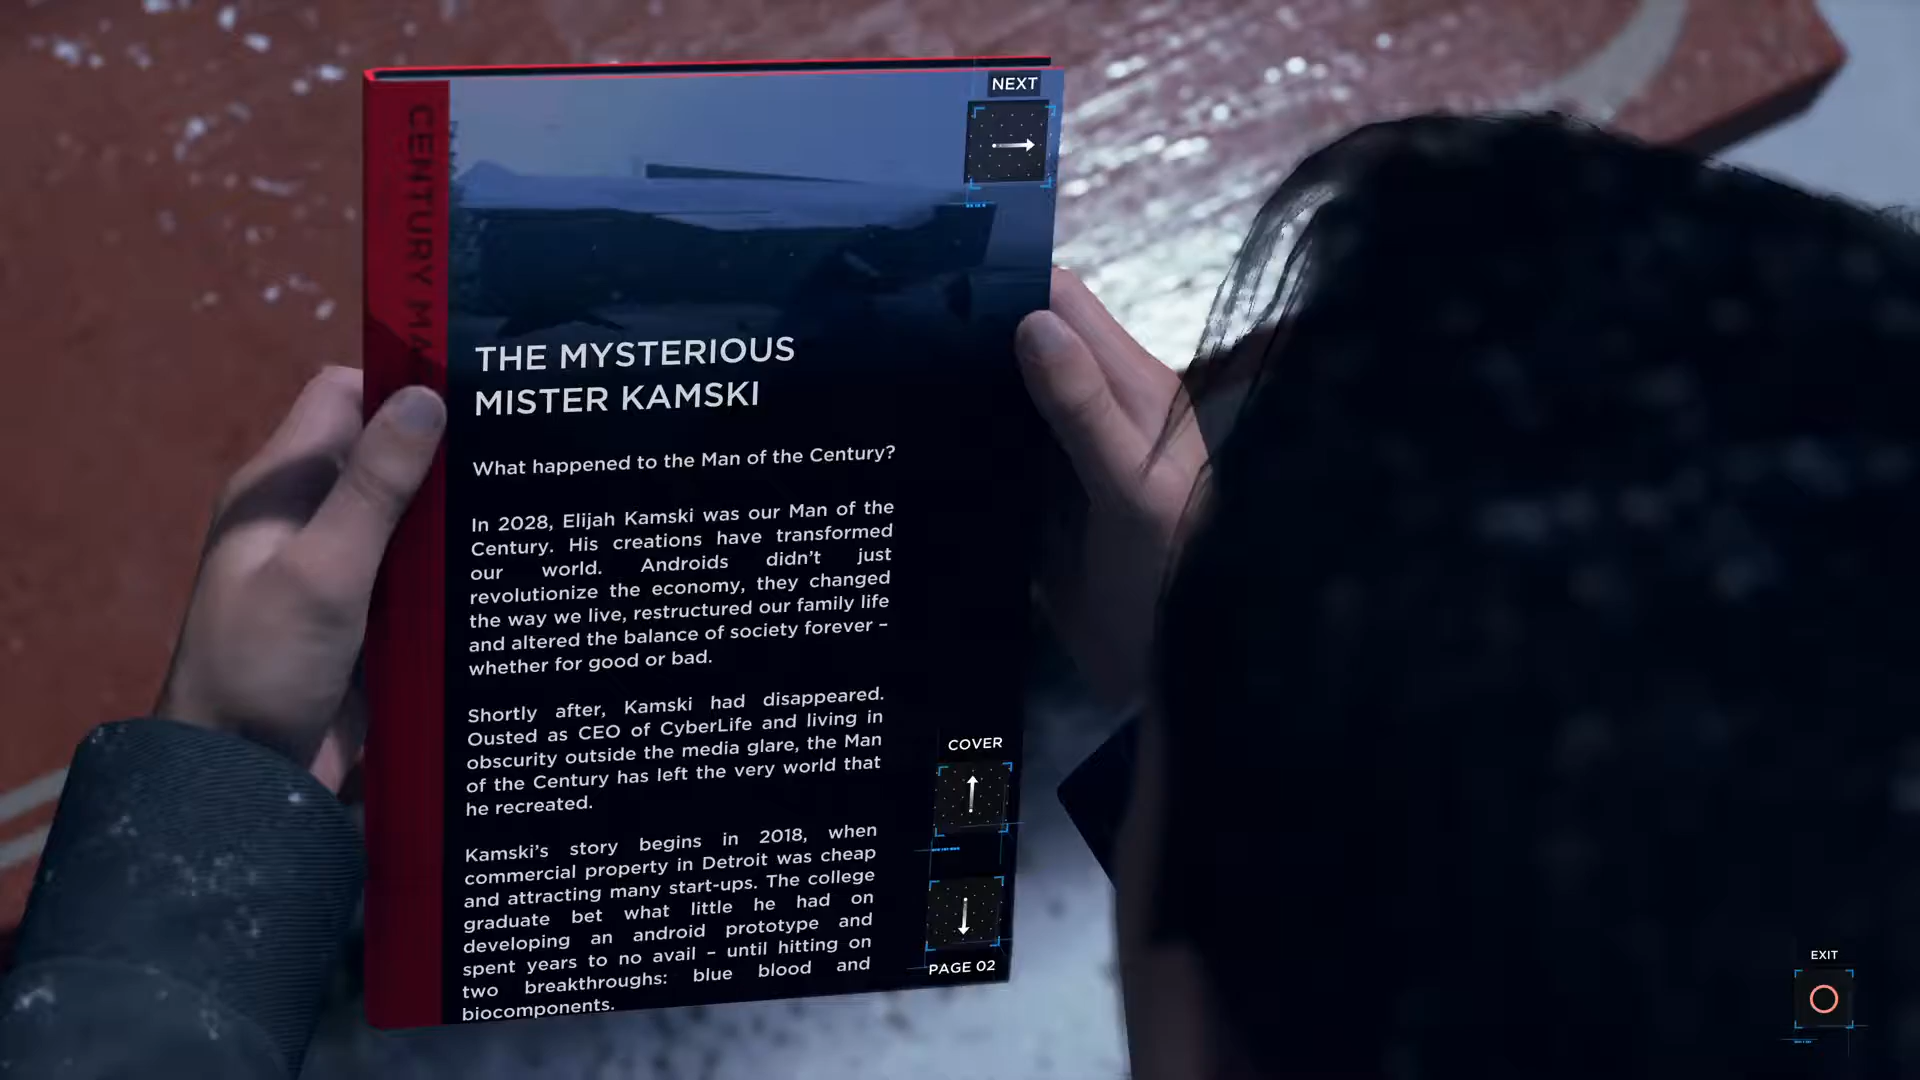 CENTURY
NEXT
THE MYSTERIOUS
MISTER KAMSKI
What happened to the Man of the Century?
In 2028, Elijah Kamski was our Man of the
Century. His creations have transformed
our world. Androids didn't just
revolutionize the economy, they changed
the way we live, restructured our family life
and altered the balance of society forever –
whether for good or bad.
Shortly after, Kamski had disappeared.
Ousted as CEO of CyberLife and living in
obscurity outside the media glare, the Man
of the Century has left the very world that
he recreated.
Kamski's story begins in 2018, when
commercial property in Detroit was cheap
and attracting many start-ups. The college
graduate bet what little he had on
developing an android prototype and
spent years to no avail – until hitting on
two breakthroughs: blue blood and
biocomponents.
COVER
PAGE 02
EXIT